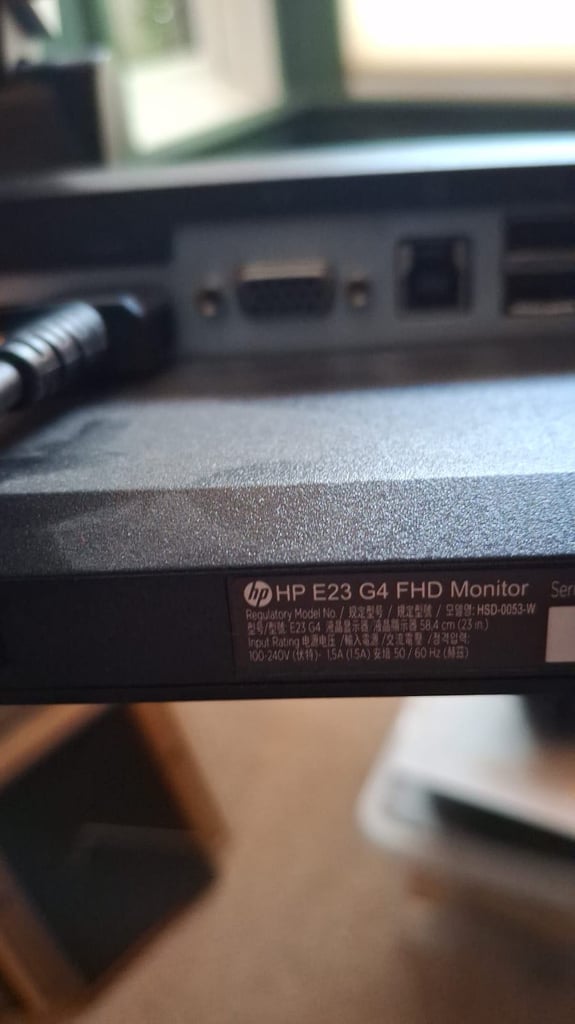 hp HP E23 G4 FHD Monitor
Regulatory Model No / 规定型号 / 規定型號 / 모델명: HSD-0053-W
型号/型號: E23 G4 液晶显示器/液晶顯示器 58.4 cm (23 in.)
Input Rating 电源电压 / 輸入電源 /交流電壓 /정격입력:
100-240V (伏特)~ 1,5A (1.5A) 安培 50 / 60 Hz (赫茲)